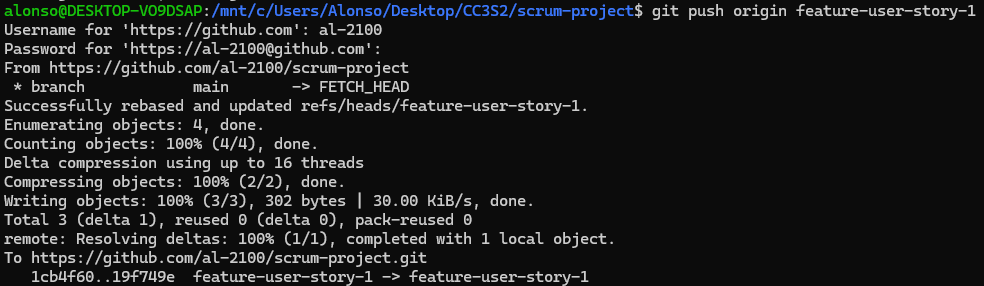 alonso@DESKTOP-VO9DSAP:/mnt/c/Users/Alonso/Desktop/CC3S2/scrum-project$ git push origin feature-user-story-1
Username for 'https://github.com': al-2100
Password for 'https://al-2100@github.com':
From https://github.com/al-2100/scrum-project
 * branch            main       -> FETCH_HEAD
Successfully rebased and updated refs/heads/feature-user-story-1.
Enumerating objects: 4, done.
Counting objects: 100% (4/4), done.
Delta compression using up to 16 threads
Compressing objects: 100% (2/2), done.
Writing objects: 100% (3/3), 302 bytes | 30.00 KiB/s, done.
Total 3 (delta 1), reused 0 (delta 0), pack-reused 0
remote: Resolving deltas: 100% (1/1), completed with 1 local object.
To https://github.com/al-2100/scrum-project.git
   1cb4f60..19f749e  feature-user-story-1 -> feature-user-story-1